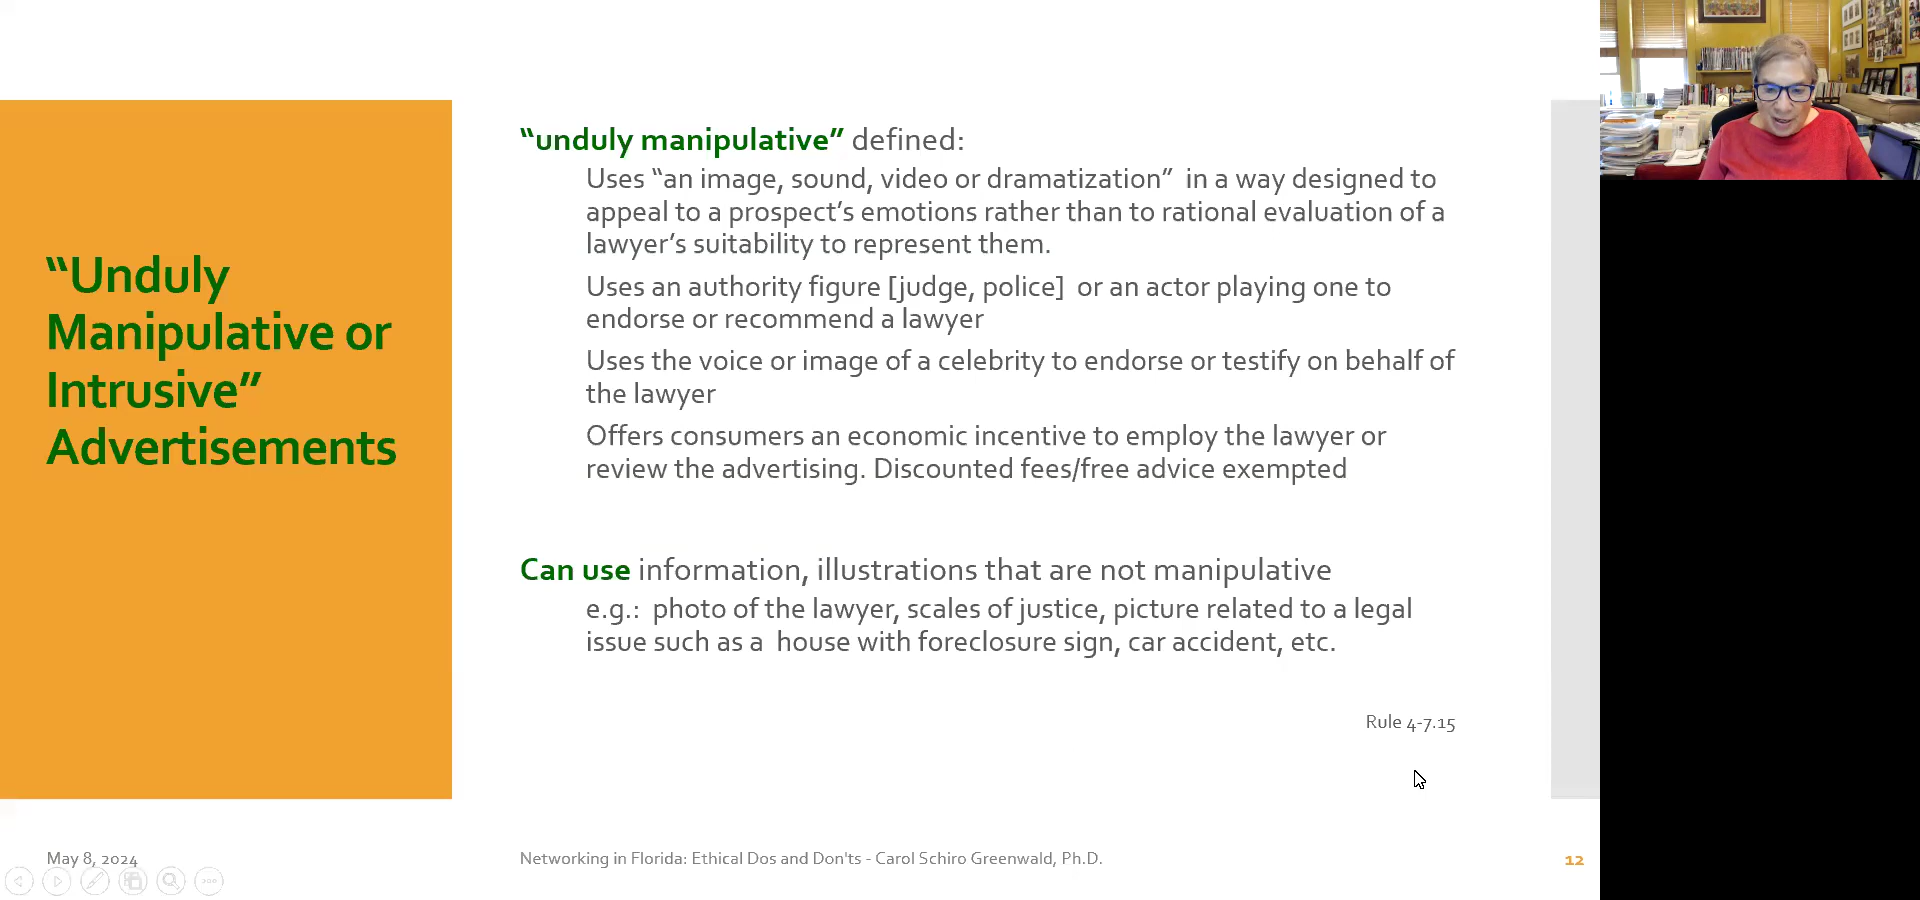 “Unduly
Manipulative or
Intrusive”
Advertisements
“unduly manipulative” defined:
Uses “an image, sound, video or dramatization”  in a way designed to
appeal to a prospect’s emotions rather than to rational evaluation of a
lawyer’s suitability to represent them.
Uses an authority figure [judge, police]  or an actor playing one to
endorse or recommend a lawyer
Uses the voice or image of a celebrity to endorse or testify on behalf of
the lawyer
Offers consumers an economic incentive to employ the lawyer or
review the advertising. Discounted fees/free advice exempted
Can use information, illustrations that are not manipulative
e.g.:  photo of the lawyer, scales of justice, picture related to a legal
issue such as a  house with foreclosure sign, car accident, etc.
Rule 4-7.15
May 8, 2024
Networking in Florida: Ethical Dos and Don'ts - Carol Schiro Greenwald, Ph.D.
12